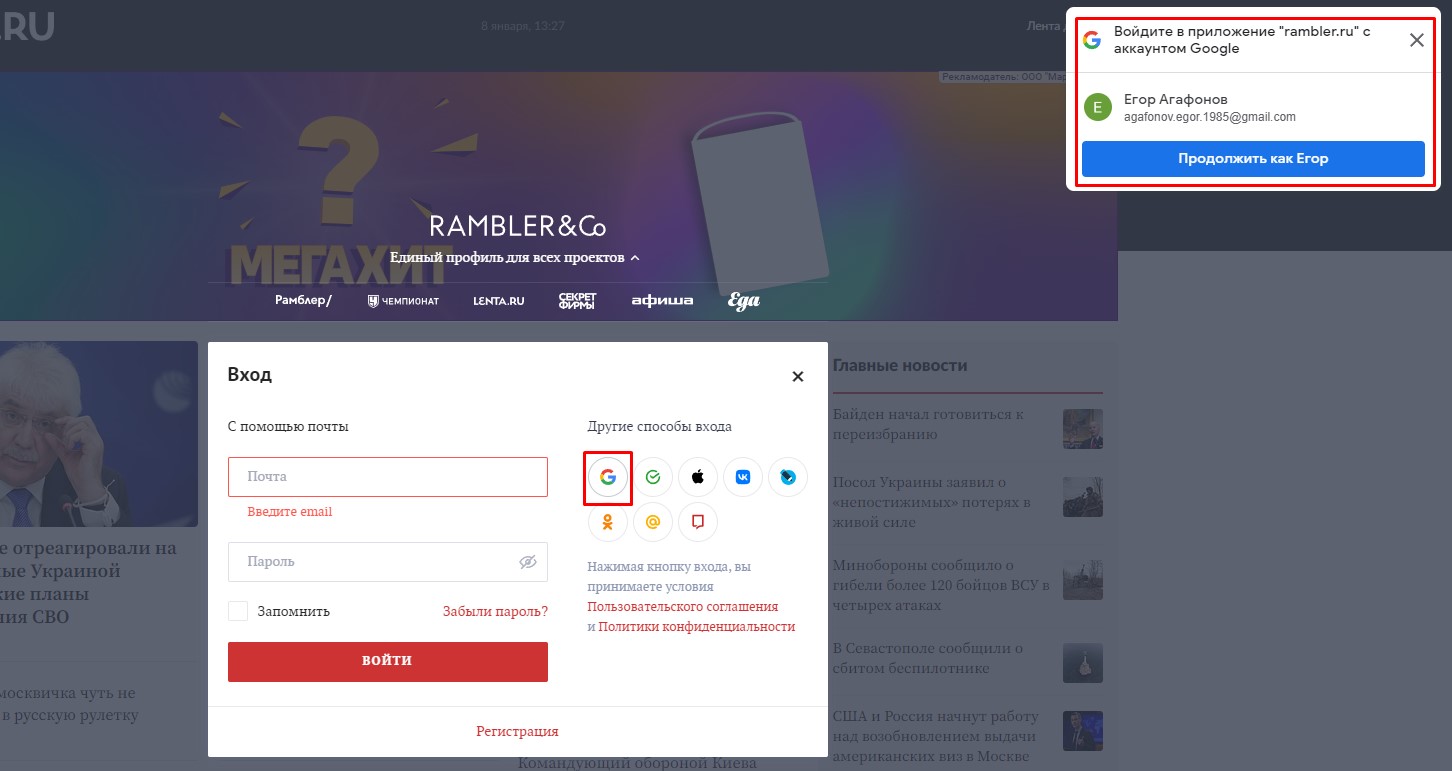 .RU
8 января, 13:27
Лента
Войдите в приложение "rambler.ru" с
аккаунтом Google
Рекламодатель: ООО
Егор Агафонов
agafonov.egor.1985@gmail.com
Продолжить как Егор
?
МЕГАХИТ
RAMBLER&Co
Единый профиль для всех проектов
Рамблер/
ЧЕМПИОНАТ
LENTA.RU
СЕКРЕТ
ФИРМЫ
афиша
Еда
Вход
С помощью почты
Почта
Введите email
Пароль
Запомнить
Забыли пароль?
ВОЙТИ
Регистрация
Другие способы входа
Нажимая кнопку входа, вы
принимаете условия
Пользовательского соглашения
и Политики конфиденциальности
Главные новости
Байден начал готовиться к
переизбранию
Посол Украины заявил о
«непостижимых» потерях в
живой силе
Минобороны сообщило о
гибели более 120 бойцов ВСУ в
четырех атаках
В Севастополе сообщили о
сбитом беспилотнике
США и Россия начнут работу
над возобновлением выдачи
американских виз в Москве
е отреагировали на
ые Украиной
кие планы
ния СВО
москвичка чуть не
в русскую рулетку
Командующий обороной Киева